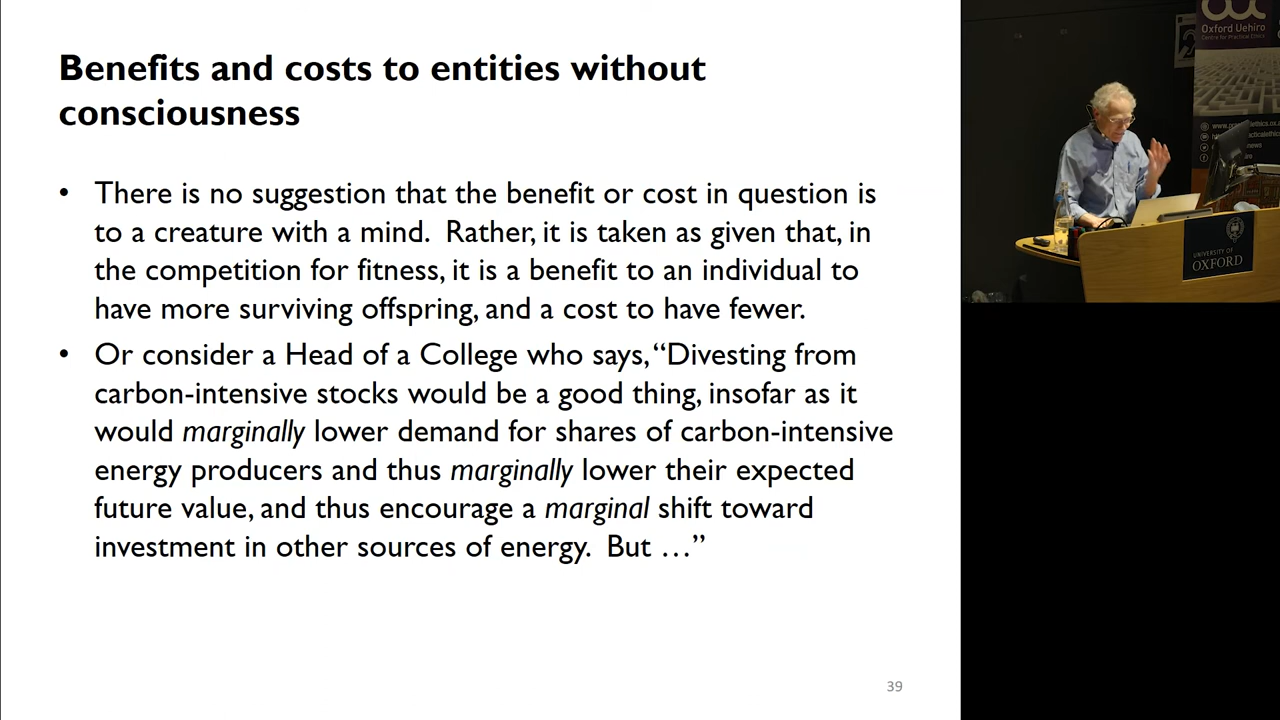 Benefits and costs to entities without
consciousness
• There is no suggestion that the benefit or cost in question is
to a creature with a mind.  Rather, it is taken as given that, in
the competition for fitness, it is a benefit to an individual to
have more surviving offspring, and a cost to have fewer.
• Or consider a Head of a College who says, “Divesting from
carbon-intensive stocks would be a good thing, insofar as it
would marginally lower demand for shares of carbon-intensive
energy producers and thus marginally lower their expected
future value, and thus encourage a marginal shift toward
investment in other sources of energy.  But …”
39
Oxford Uehiro
Centre for Practical Ethics
UNIVERSITY OF
OXFORD